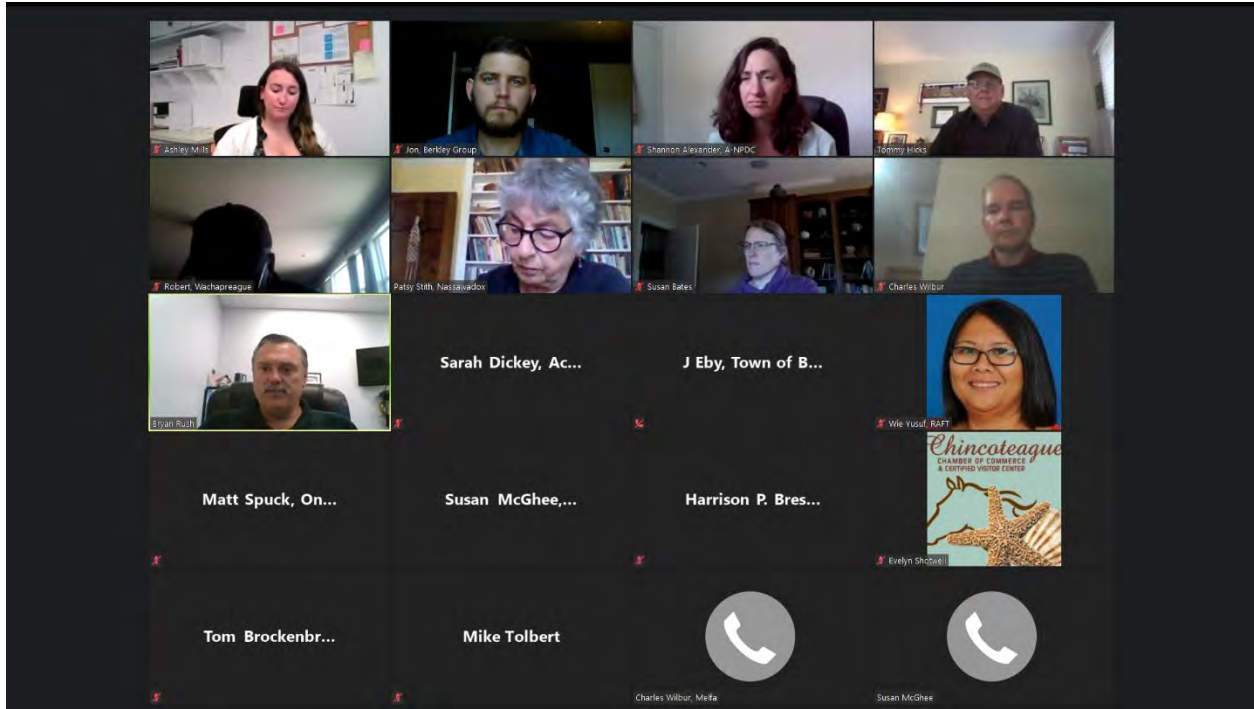 Ashley Mills
Jon, Berkley Group
Shannon Alexander, A-NPDC
Tommy Hicks
Robert, Wachapreague
Patsy Stith, Nassawadox
Susan Bates
Charles Wilbur
Bryan Rush
Sarah Dickey, Ac...
J Eby, Town of B...
Wie Yusuf, RAFT
Matt Spuck, On...
Susan McGhee,...
Harrison P. Bres...
Chincoteague
CHAMBER OF COMMERCE
& CERTIFIED VISITOR CENTER
Evelyn Shotwell
Tom Brockenbr...
Mike Tolbert
Charles Wilbur, Melfa
Susan McGhee